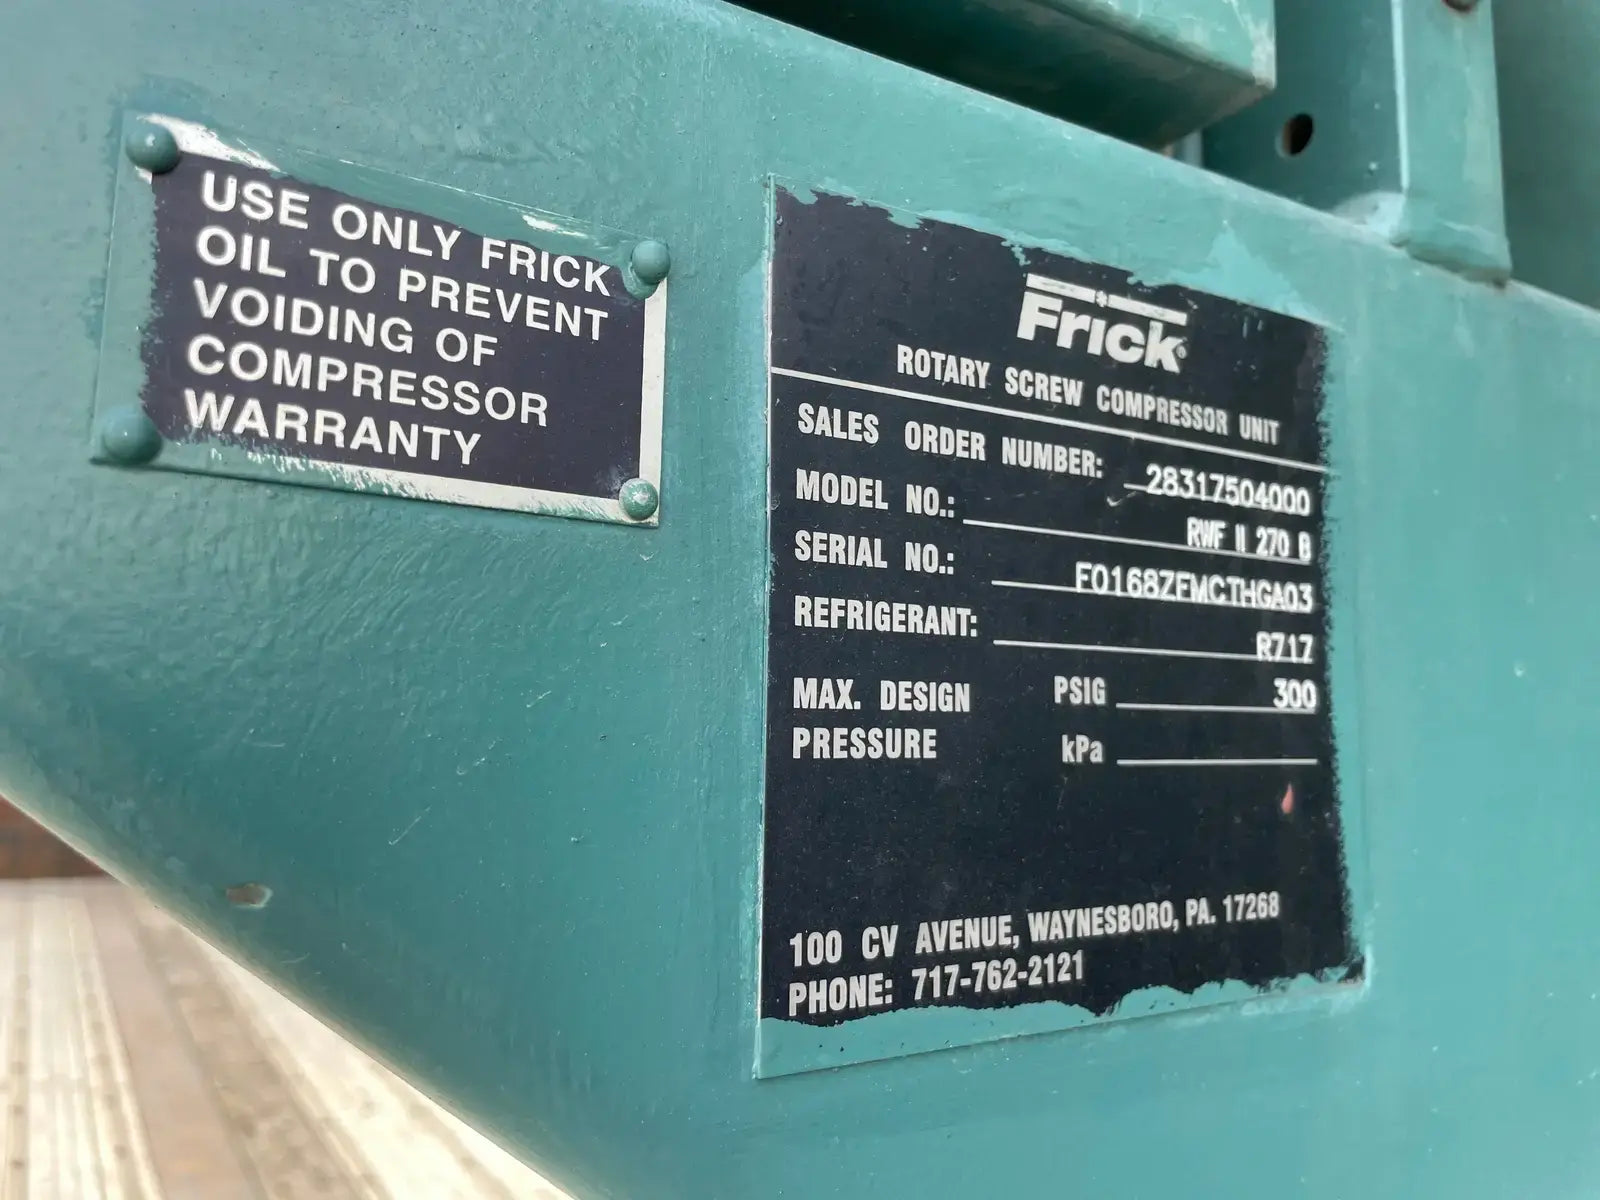 USE ONLY FRICK
OIL TO PREVENT
VOIDING OF
COMPRESSOR
WARRANTY
Frick®
ROTARY SCREW COMPRESSOR UNIT
SALES ORDER NUMBER: 28317504000
MODEL NO.: RWF II 270 B
SERIAL NO.: F0168ZFMCTHGA03
REFRIGERANT: R717
MAX. DESIGN PSIG 300
PRESSURE kPa
100 CV AVENUE, WAYNESBORO, PA. 17268
PHONE: 717-762-2121